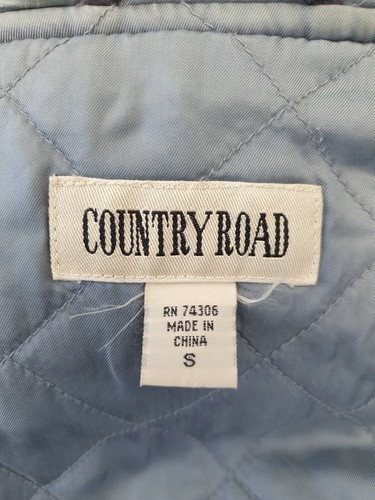 COUNTRY ROAD
RN 74306
MADE IN
CHINA
S